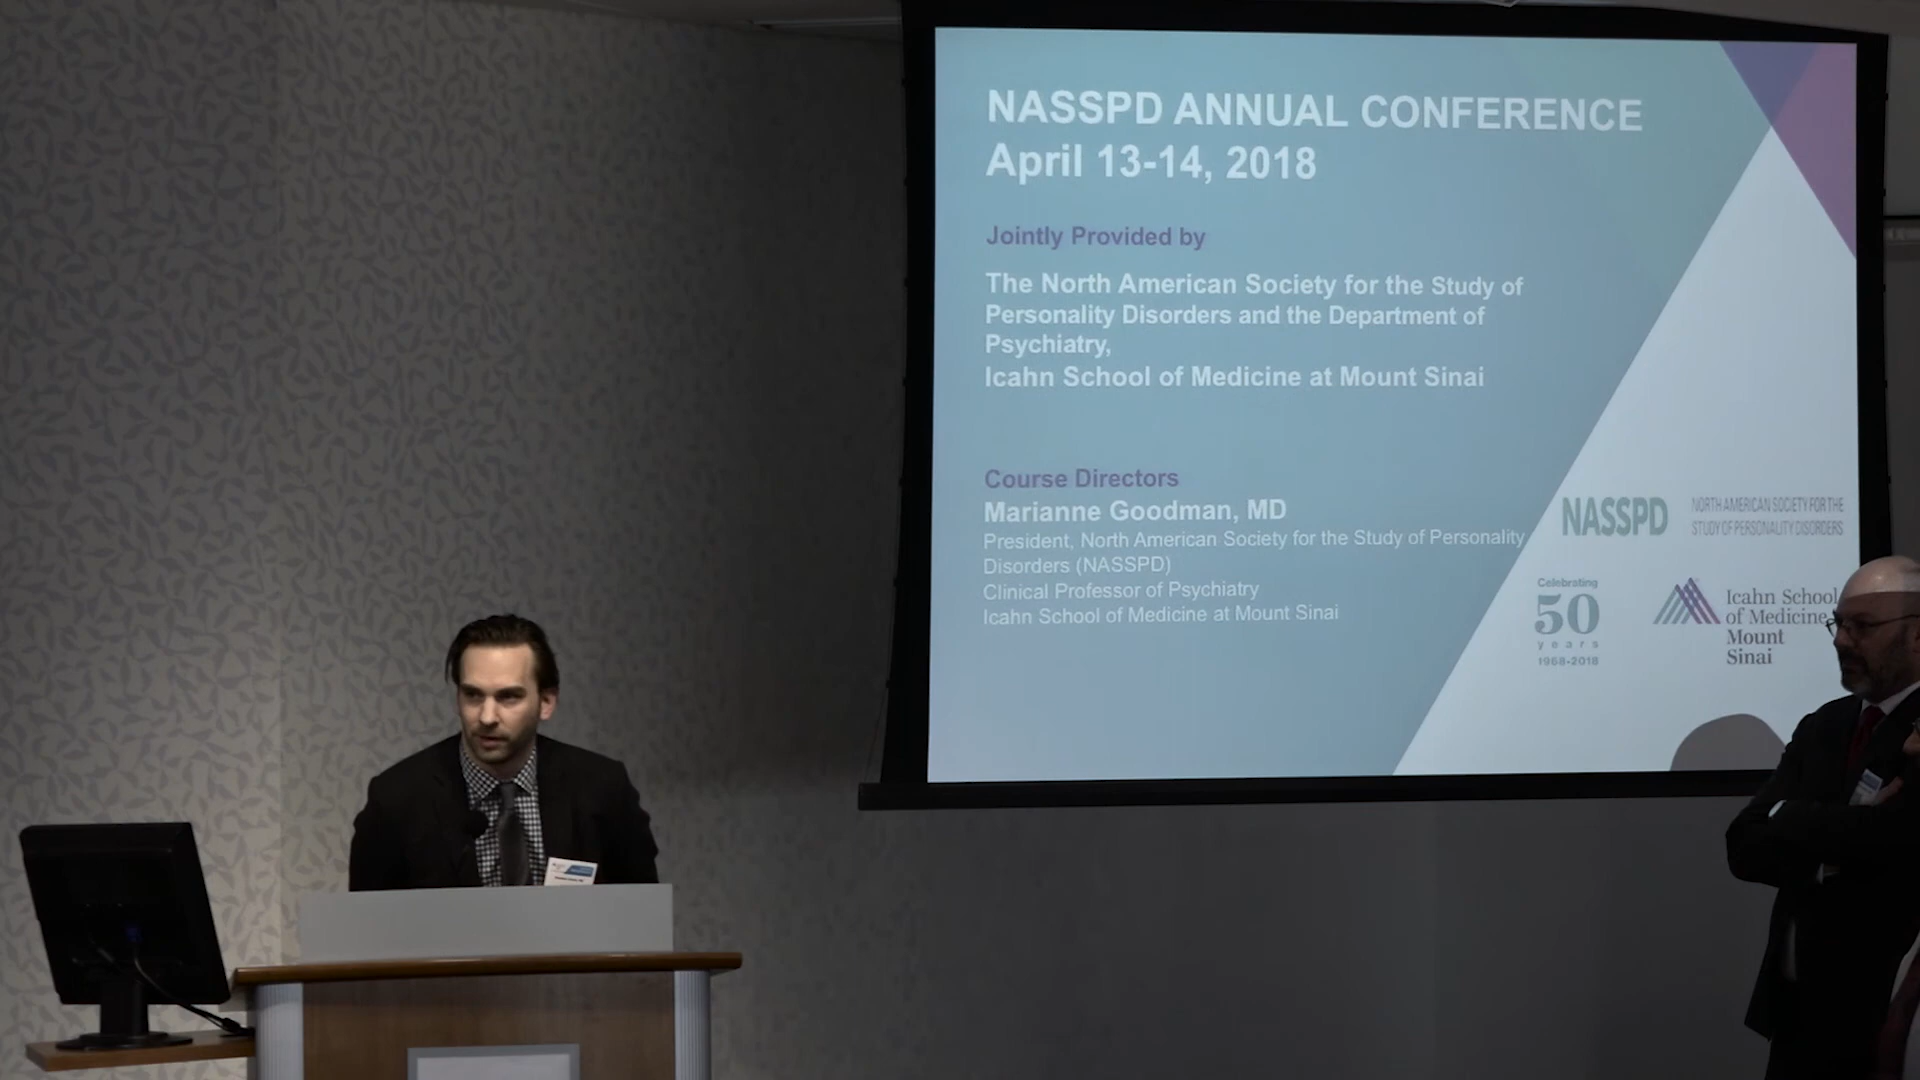 NASSPD ANNUAL CONFERENCE
April 13-14, 2018
Jointly Provided by
The North American Society for the Study of
Personality Disorders and the Department of
Psychiatry,
Icahn School of Medicine at Mount Sinai
Course Directors
Marianne Goodman, MD
President, North American Society for the Study of Personality
Disorders (NASSPD)
Clinical Professor of Psychiatry
Icahn School of Medicine at Mount Sinai
NASSPD
NORTH AMERICAN SOCIETY FOR THE
STUDY OF PERSONALITY DISORDERS
Celebrating
50
years
1968-2018
Icahn School
of Medicine
Mount
Sinai